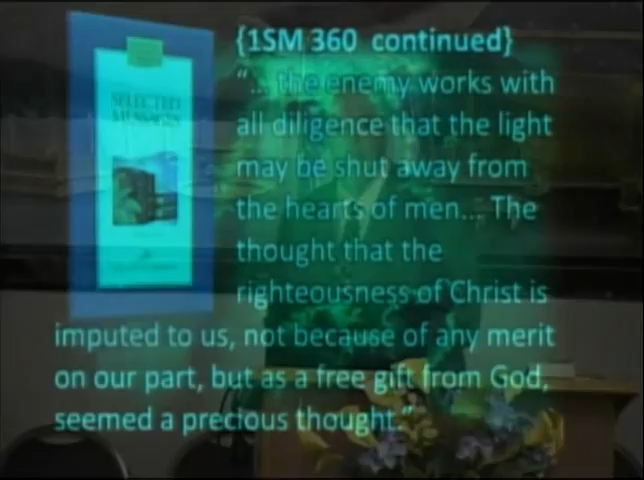 {1SM 360 continued}
"... the enemy works with
all diligence that the light
may be shut away from
the hearts of men... The
thought that the
righteousness of Christ is
imputed to us, not because of any merit
on our part, but as a free gift from God,
seemed a precious thought."
SELECTED
MESSAGES